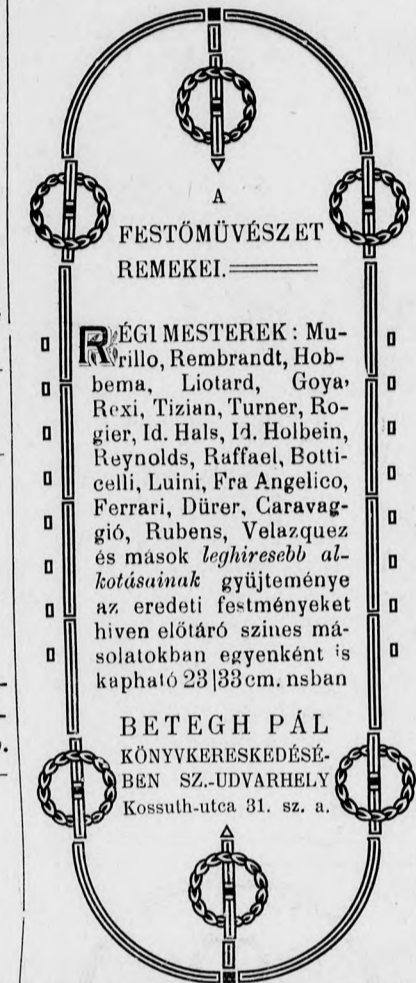 A
FESTŐMŰVÉSZET
REMEKEI.
RÉGI MESTEREK: Mu-
rillo, Rembrandt, Hob-
bema, Liotard, Goya,
Rexi, Tizian, Turner, Ro-
gier, Id. Hals, Id. Holbein,
Reynolds, Raffael, Botti-
celli, Luini, Fra Angelico,
Ferrari, Dürer, Caravag-
gió, Rubens, Velazquez
és mások leghiresebb al-
kotásainak gyüjteménye
az eredeti festményeket
hiven előtáró szines má-
solatokban egyenként is
kapható 23|33cm. nsban
BETEGH PÁL
KÖNYVKERESKEDÉSÉ-
BEN SZ.-UDVARHELY
Kossuth-utca 31. sz. a.